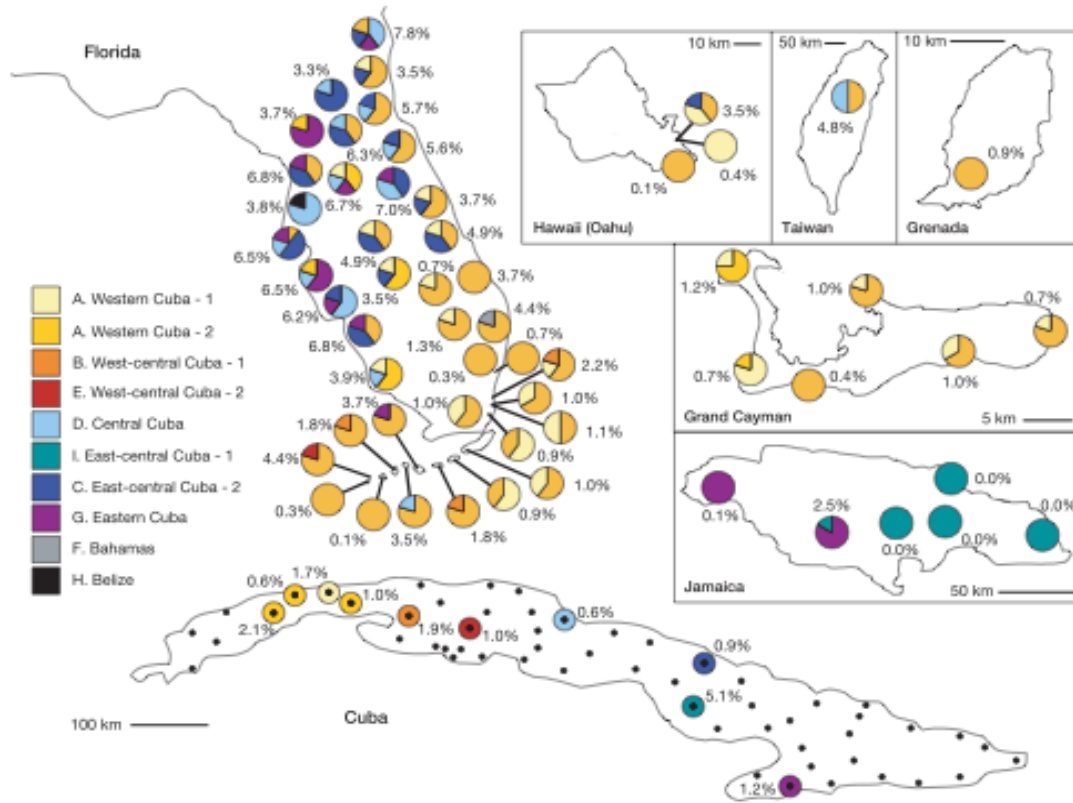 Florida
7.8%
3.5%
3.3%
5.7%
3.7%
6.3%
5.6%
6.8%
6.7%
7.0%
3.7%
3.8%
4.9%
6.5%
4.9%
0.7%
3.7%
6.5%
3.5%
4.4%
6.2%
1.3%
0.7%
6.8%
0.3%
2.2%
3.9%
1.0%
1.0%
3.7%
1.8%
1.1%
0.9%
4.4%
1.0%
0.3%
0.9%
0.1%
3.5%
1.8%
A. Western Cuba - 1
A. Western Cuba - 2
B. West-central Cuba - 1
E. West-central Cuba - 2
D. Central Cuba
I. East-central Cuba - 1
C. East-central Cuba - 2
G. Eastern Cuba
F. Bahamas
H. Belize
10 km
3.5%
0.1%
0.4%
Hawaii (Oahu)
50 km
4.8%
Taiwan
10 km
0.9%
Grenada
1.2%
1.0%
0.7%
0.7%
0.4%
1.0%
Grand Cayman
5 km
0.0%
0.1%
2.5%
0.0%
0.0%
0.0%
Jamaica
50 km
0.6%
1.7%
1.0%
2.1%
1.9%
1.0%
0.6%
0.9%
5.1%
1.2%
100 km
Cuba